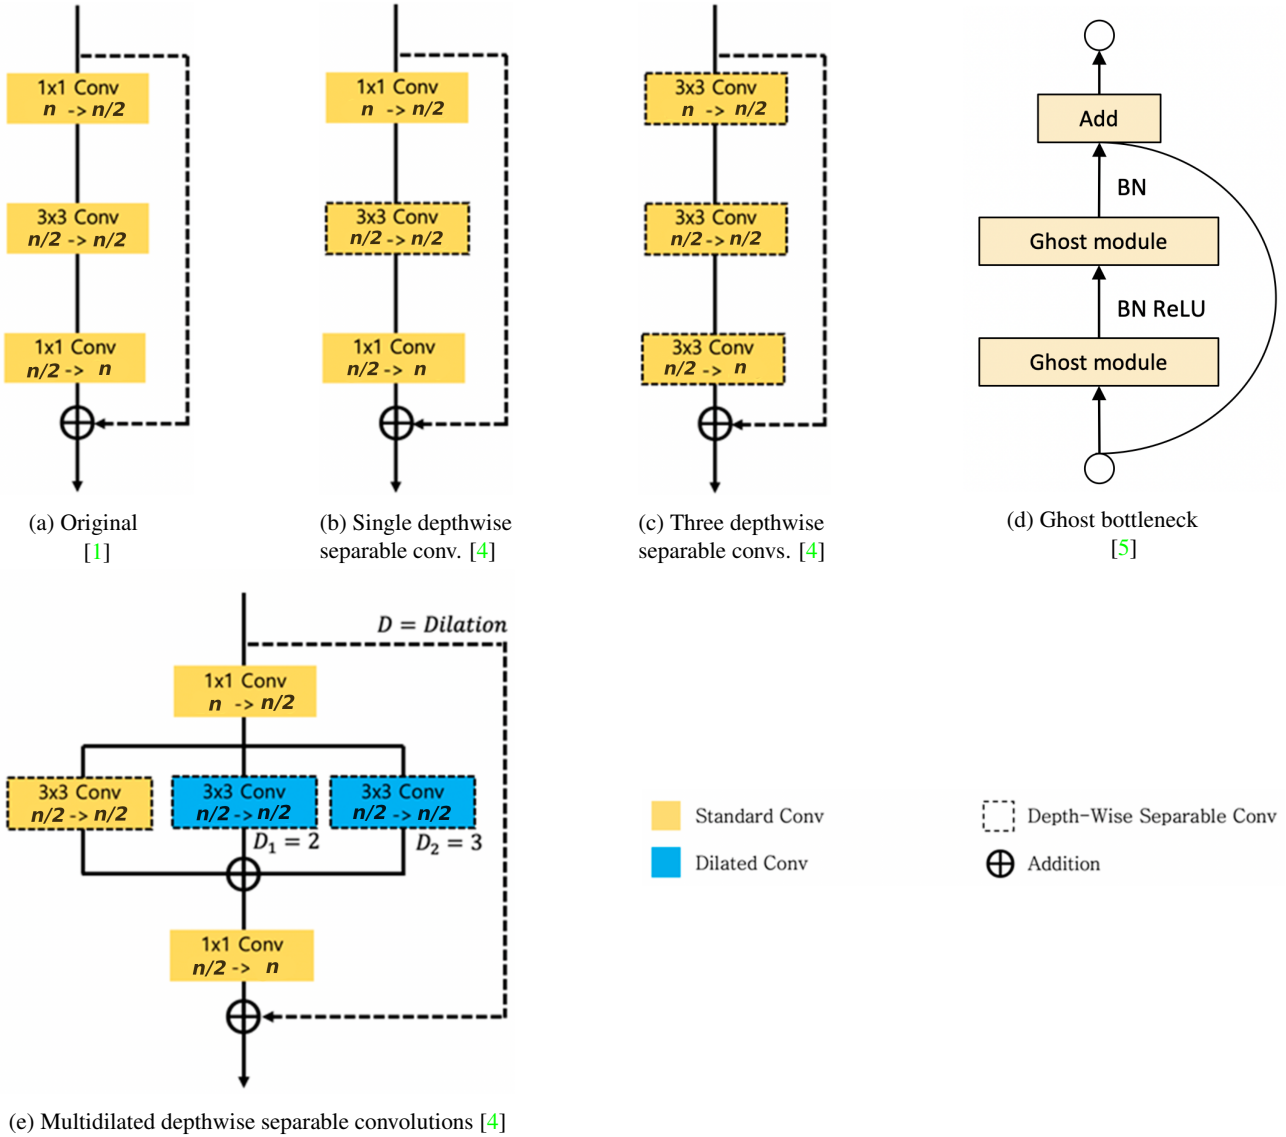 1x1 Conv
n -> n/2
3x3 Conv
n/2 -> n/2
1x1 Conv
n/2 -> n
(a) Original
[1]
1x1 Conv
n -> n/2
3x3 Conv
n/2 -> n/2
1x1 Conv
n/2 -> n
(b) Single depthwise
separable conv. [4]
3x3 Conv
n -> n/2
3x3 Conv
n/2 -> n/2
3x3 Conv
n/2 -> n
(c) Three depthwise
separable convs. [4]
Add
BN
Ghost module
BN ReLU
Ghost module
(d) Ghost bottleneck
[5]
D = Dilation
1x1 Conv
n -> n/2
3x3 Conv
n/2 -> n/2
3x3 Conv
n/2 -> n/2
D₁ = 2
3x3 Conv
n/2 -> n/2
D₂ = 3
1x1 Conv
n/2 -> n
(e) Multidilated depthwise separable convolutions [4]
Standard Conv
Depth-Wise Separable Conv
Dilated Conv
Addition